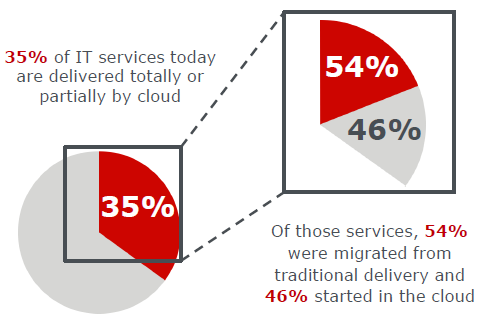 35% of IT services today
are delivered totally or
partially by cloud
35%
54%
46%
Of those services, 54%
were migrated from
traditional delivery and
46% started in the cloud